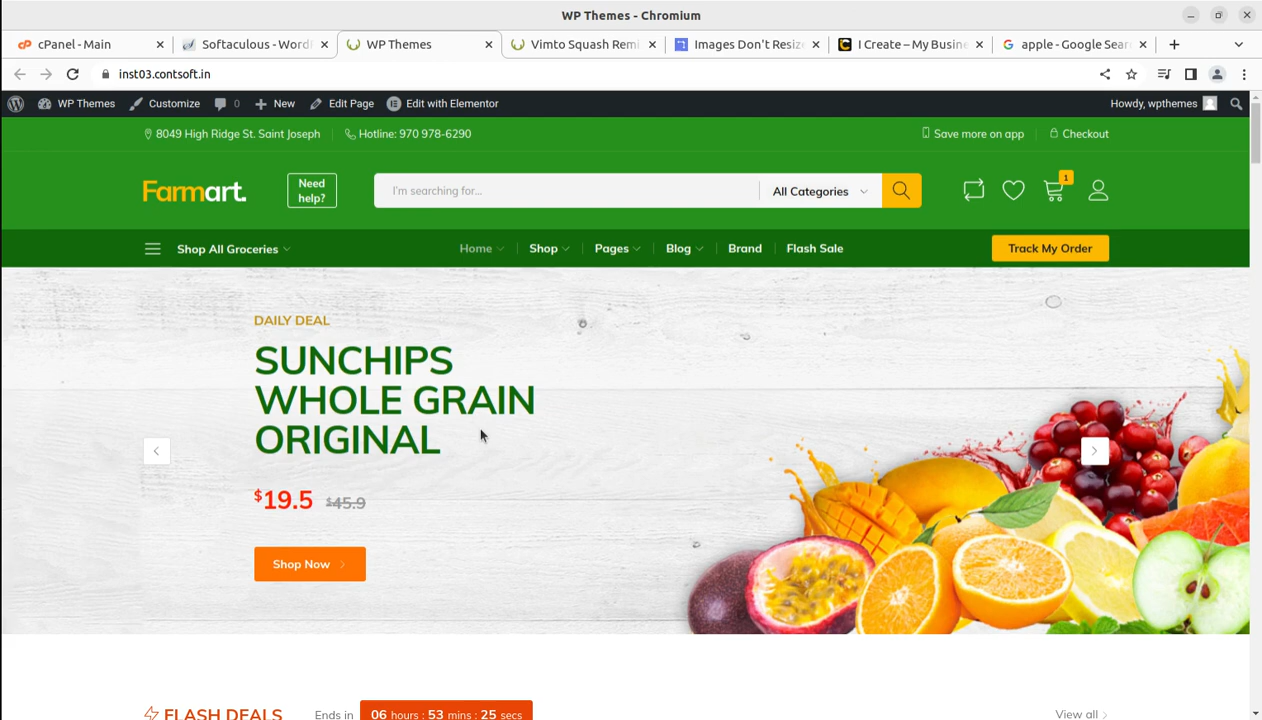 WP Themes - Chromium
cPanel - Main
Softaculous - WordF
WP Themes
Vimto Squash Remi
Images Don't Resize
I Create – My Busine
apple - Google Sear
inst03.contsoft.in
WP Themes
Customize
0
New
Edit Page
Edit with Elementor
Howdy, wpthemes
8049 High Ridge St. Saint Joseph
Hotline: 970 978-6290
Save more on app
Checkout
Farmart.
Need
help?
I'm searching for...
All Categories
1
Shop All Groceries
Home
Shop
Pages
Blog
Brand
Flash Sale
Track My Order
DAILY DEAL
SUNCHIPS
WHOLE GRAIN
ORIGINAL
$19.5 $45.9
Shop Now
FLASH DEALS
Ends in
06 hours : 53 mins : 25 secs
View all